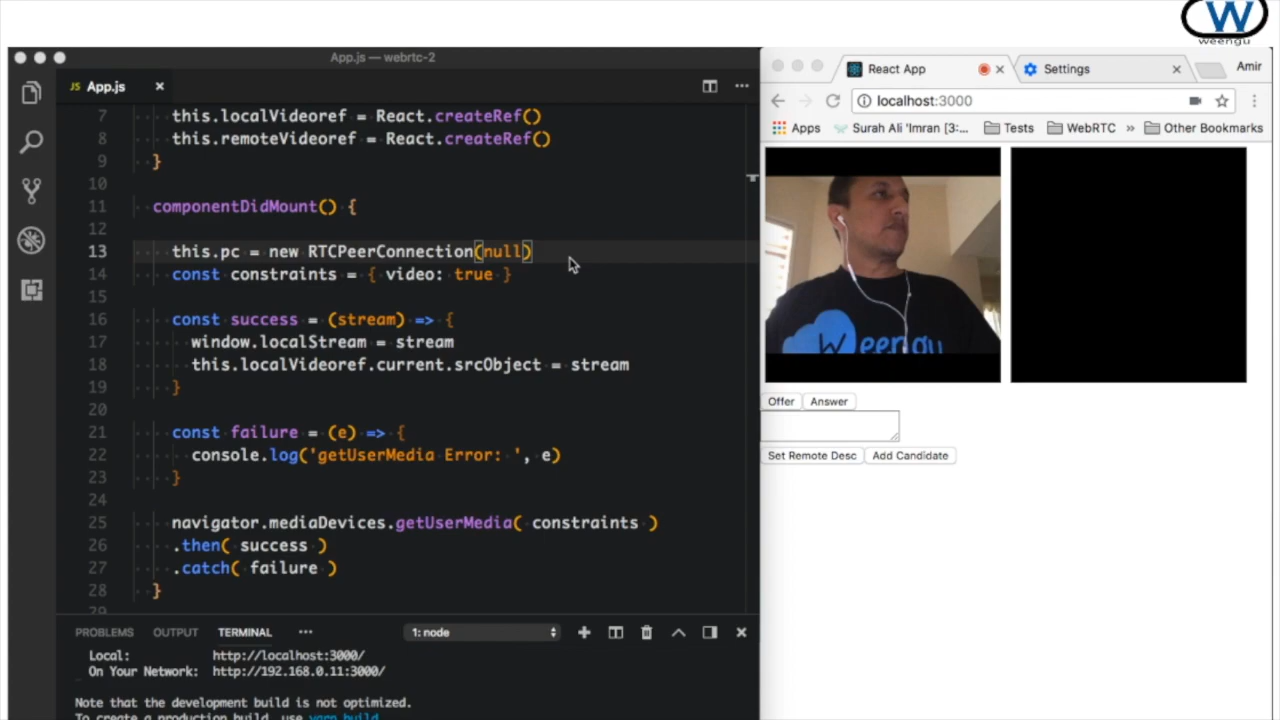 W
weengu
App.js — webrtc-2
JS App.js
7 this.localVideoref = React.createRef()
8 this.remoteVideoref = React.createRef()
9 }
10
11 componentDidMount() {
12
13 this.pc = new RTCPeerConnection(null)
14 const constraints = { video: true }
15
16 const success = (stream) => {
17 window.localStream = stream
18 this.localVideoref.current.srcObject = stream
19 }
20
21 const failure = (e) => {
22 console.log('getUserMedia Error: ', e)
23 }
24
25 navigator.mediaDevices.getUserMedia( constraints )
26 .then( success )
27 .catch( failure )
28 }
29
PROBLEMS OUTPUT TERMINAL 1: node
Local: http://localhost:3000/
On Your Network: http://192.168.0.11:3000/
Note that the development build is not optimized.
To create a production build, use yarn build.
React App Settings Amir
localhost:3000
Apps Surah Ali 'Imran [3:... Tests WebRTC » Other Bookmarks
Weengu
Offer Answer
Set Remote Desc Add Candidate